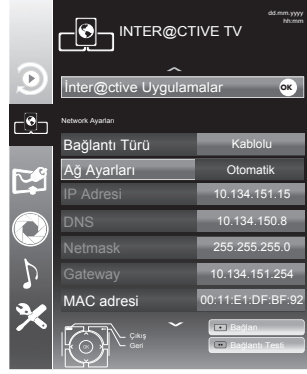 INTER@CTIVE TV
dd.mm.yyyy
hh:mm
İnter@ctive Uygulamalar
OK
Network Ayarları
Bağlantı Türü Kablolu
Ağ Ayarları Otomatik
IP Adresi 10.134.151.15
DNS 10.134.150.8
Netmask 255.255.255.0
Gateway 10.134.151.254
MAC adresi 00:11:E1:DF:BF:92
Çıkış
Geri
OK
Bağlan
Bağlantı Testi